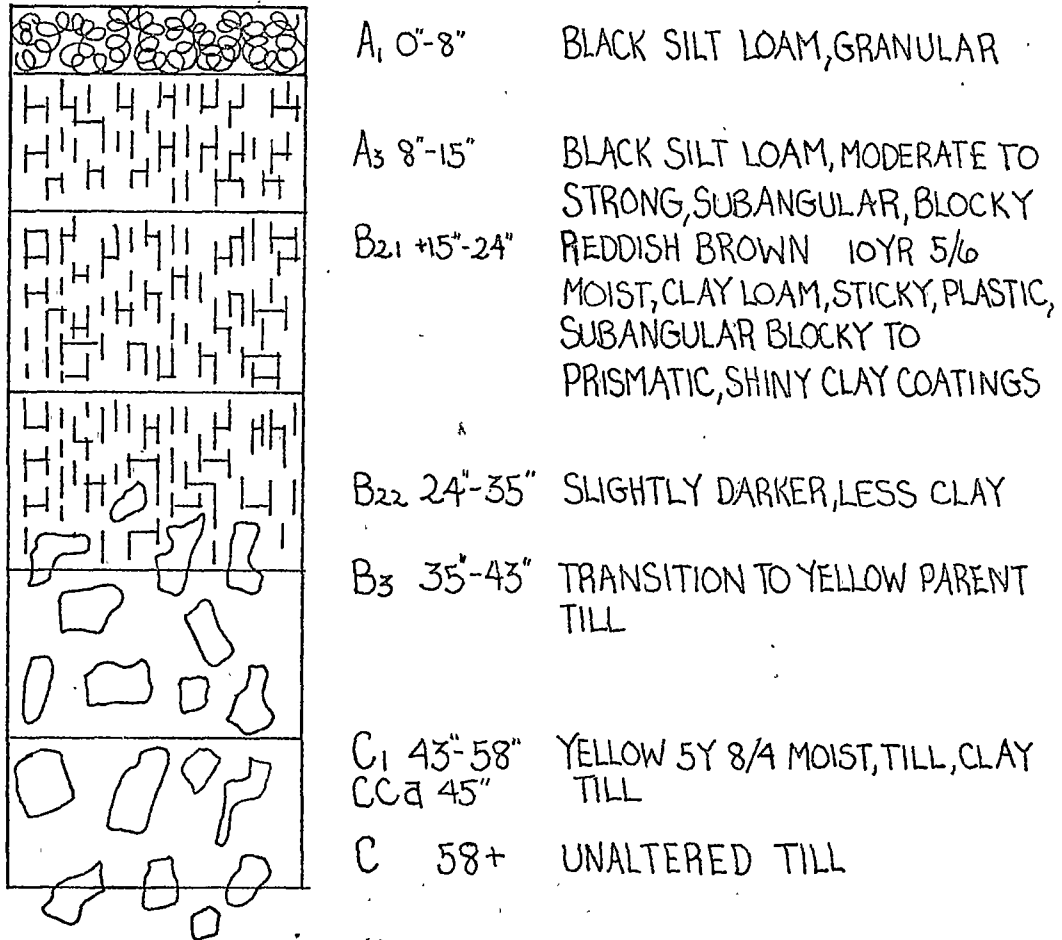 A₁ 0"-8" BLACK SILT LOAM, GRANULAR
A₃ 8"-15" BLACK SILT LOAM, MODERATE TO
STRONG, SUBANGULAR, BLOCKY
B₂₁ +15"-24" REDDISH BROWN 10YR 5/6
MOIST, CLAY LOAM, STICKY, PLASTIC,
SUBANGULAR BLOCKY TO
PRISMATIC, SHINY CLAY COATINGS
B₂₂ 24"-35" SLIGHTLY DARKER, LESS CLAY
B₃ 35"-43" TRANSITION TO YELLOW PARENT
TILL
C₁ 43"-58" YELLOW 5Y 8/4 MOIST, TILL, CLAY
CCa 45" TILL
C 58+ UNALTERED TILL